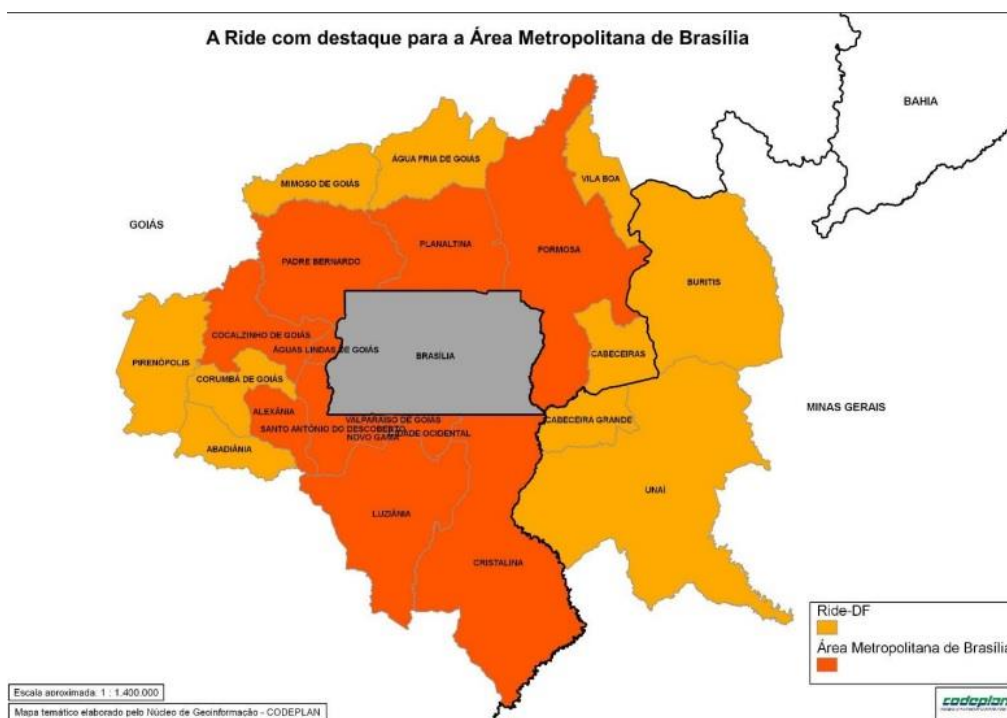 A Ride com destaque para a Área Metropolitana de Brasília
BAHIA
ÁGUA FRIA DE GOIÁS
MIMOSO DE GOIÁS
VILA BOA
GOIÁS
PLANALTINA
FORMOSA
PADRE BERNARDO
BURITIS
COCALZINHO DE GOIÁS
ÁGUAS LINDAS DE GOIÁS
BRASÍLIA
CABECEIRAS
PIRENÓPOLIS
CORUMBÁ DE GOIÁS
MINAS GERAIS
ALEXÂNIA
VALPARAÍSO DE GOIÁS
CABECEIRA GRANDE
SANTO ANTÔNIO DO DESCOBERTO
NOVO GAMA
CIDADE OCIDENTAL
ABADIÂNIA
UNAÍ
LUZIÂNIA
CRISTALINA
Ride-DF
Área Metropolitana de Brasília
Escala aproximada: 1 : 1.400.000
Mapa temático elaborado pelo Núcleo de Geoinformação - CODEPLAN
codeplan